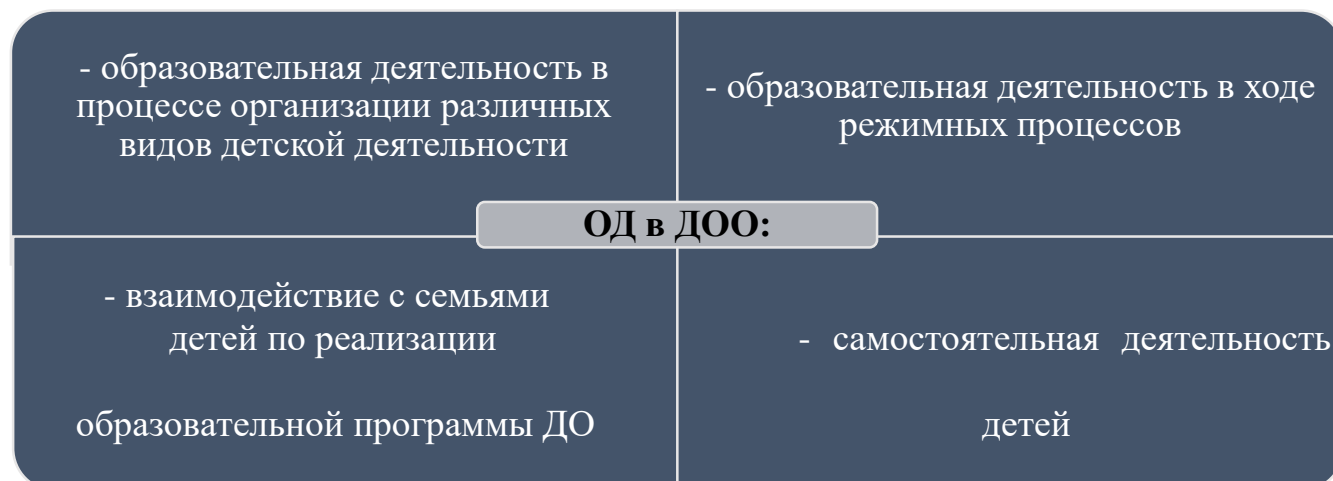 - образовательная деятельность в
процессе организации различных
видов детской деятельности
- образовательная деятельность в ходе
режимных процессов
ОД в ДОО:
- взаимодействие с семьями
детей по реализации
образовательной программы ДО
- самостоятельная деятельность
детей